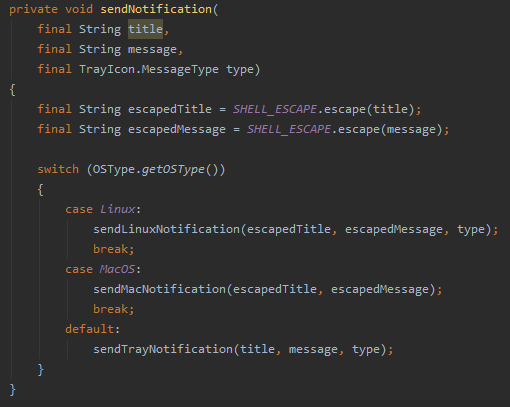 private void sendNotification(
    final String title,
    final String message,
    final TrayIcon.MessageType type)
{
    final String escapedTitle = SHELL_ESCAPE.escape(title);
    final String escapedMessage = SHELL_ESCAPE.escape(message);

    switch (OSType.getOSType())
    {
        case Linux:
            sendLinuxNotification(escapedTitle, escapedMessage, type);
            break;
        case MacOS:
            sendMacNotification(escapedTitle, escapedMessage);
            break;
        default:
            sendTrayNotification(title, message, type);
    }
}